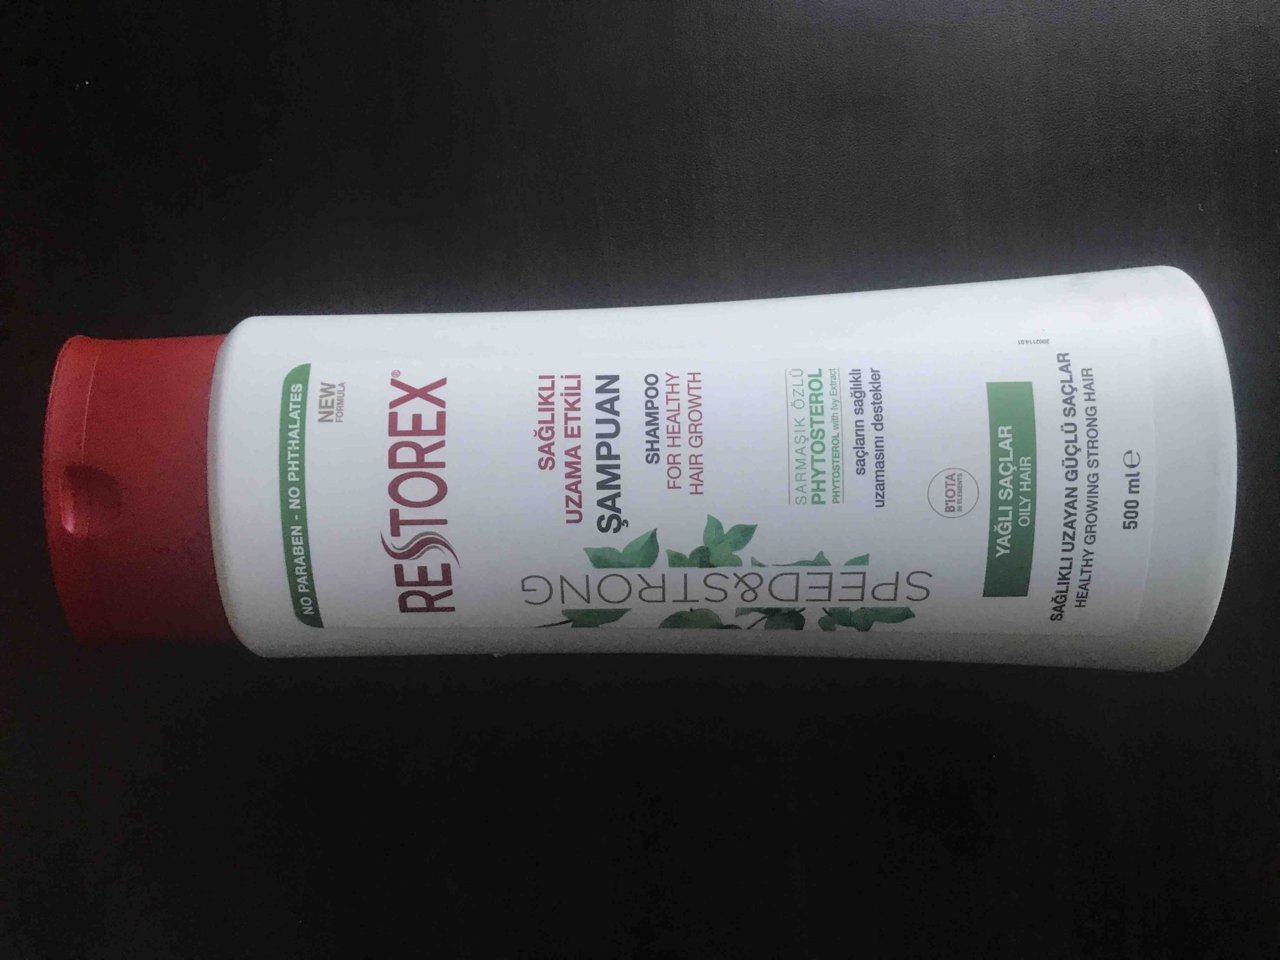 NO PARABEN - NO PHTHALATES
NEW
FORMULA
RESTOREX®
SAĞLIKLI
UZAMA ETKİLİ
ŞAMPUAN
SHAMPOO
FOR HEALTHY
HAIR GROWTH
SPEED&STRONG
SARMAŞIK ÖZLÜ
PHYTOSTEROL
PHYTOSTEROL with Ivy Extract
saçların sağlıklı
uzamasını destekler
B'IOTA
BE ELEMENTS
YAĞLI SAÇLAR
OILY HAIR
SAĞLIKLI UZAYAN GÜÇLÜ SAÇLAR
HEALTHY GROWING STRONG HAIR
500 ml ℮